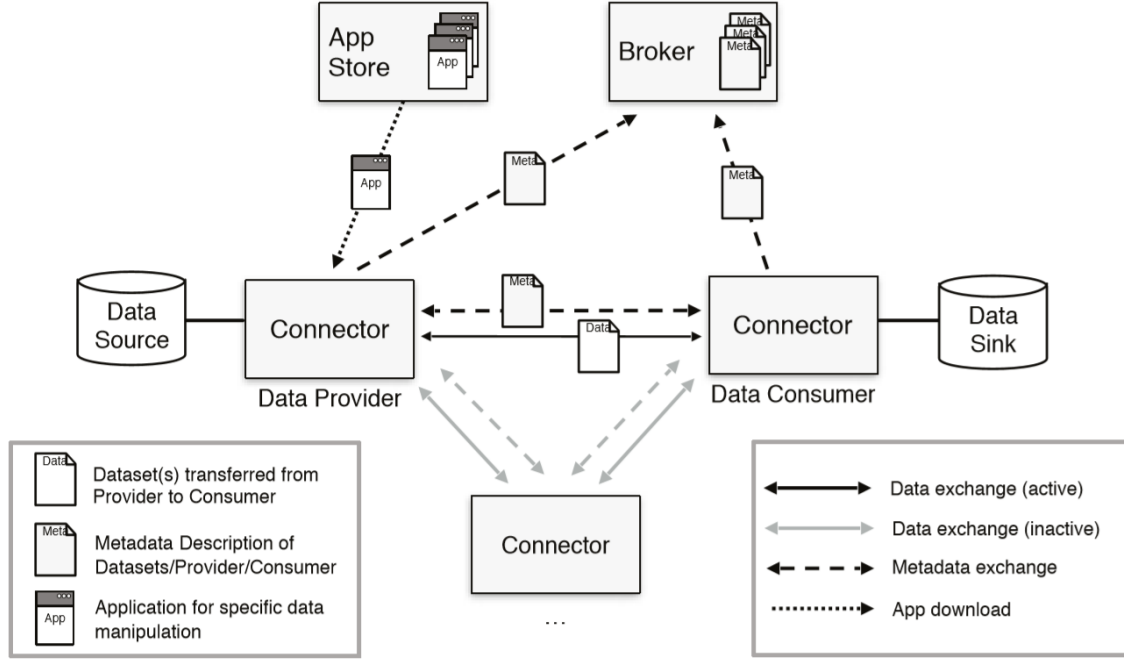 App
Store
App
Broker
Meta
Meta
Meta
App
Meta
Meta
Data
Source
Connector
Data Provider
Meta
Data
Connector
Data Consumer
Data
Sink
Connector
...
Data
Dataset(s) transferred from
Provider to Consumer
Meta
Metadata Description of
Datasets/Provider/Consumer
App
Application for specific data
manipulation
Data exchange (active)
Data exchange (inactive)
Metadata exchange
App download